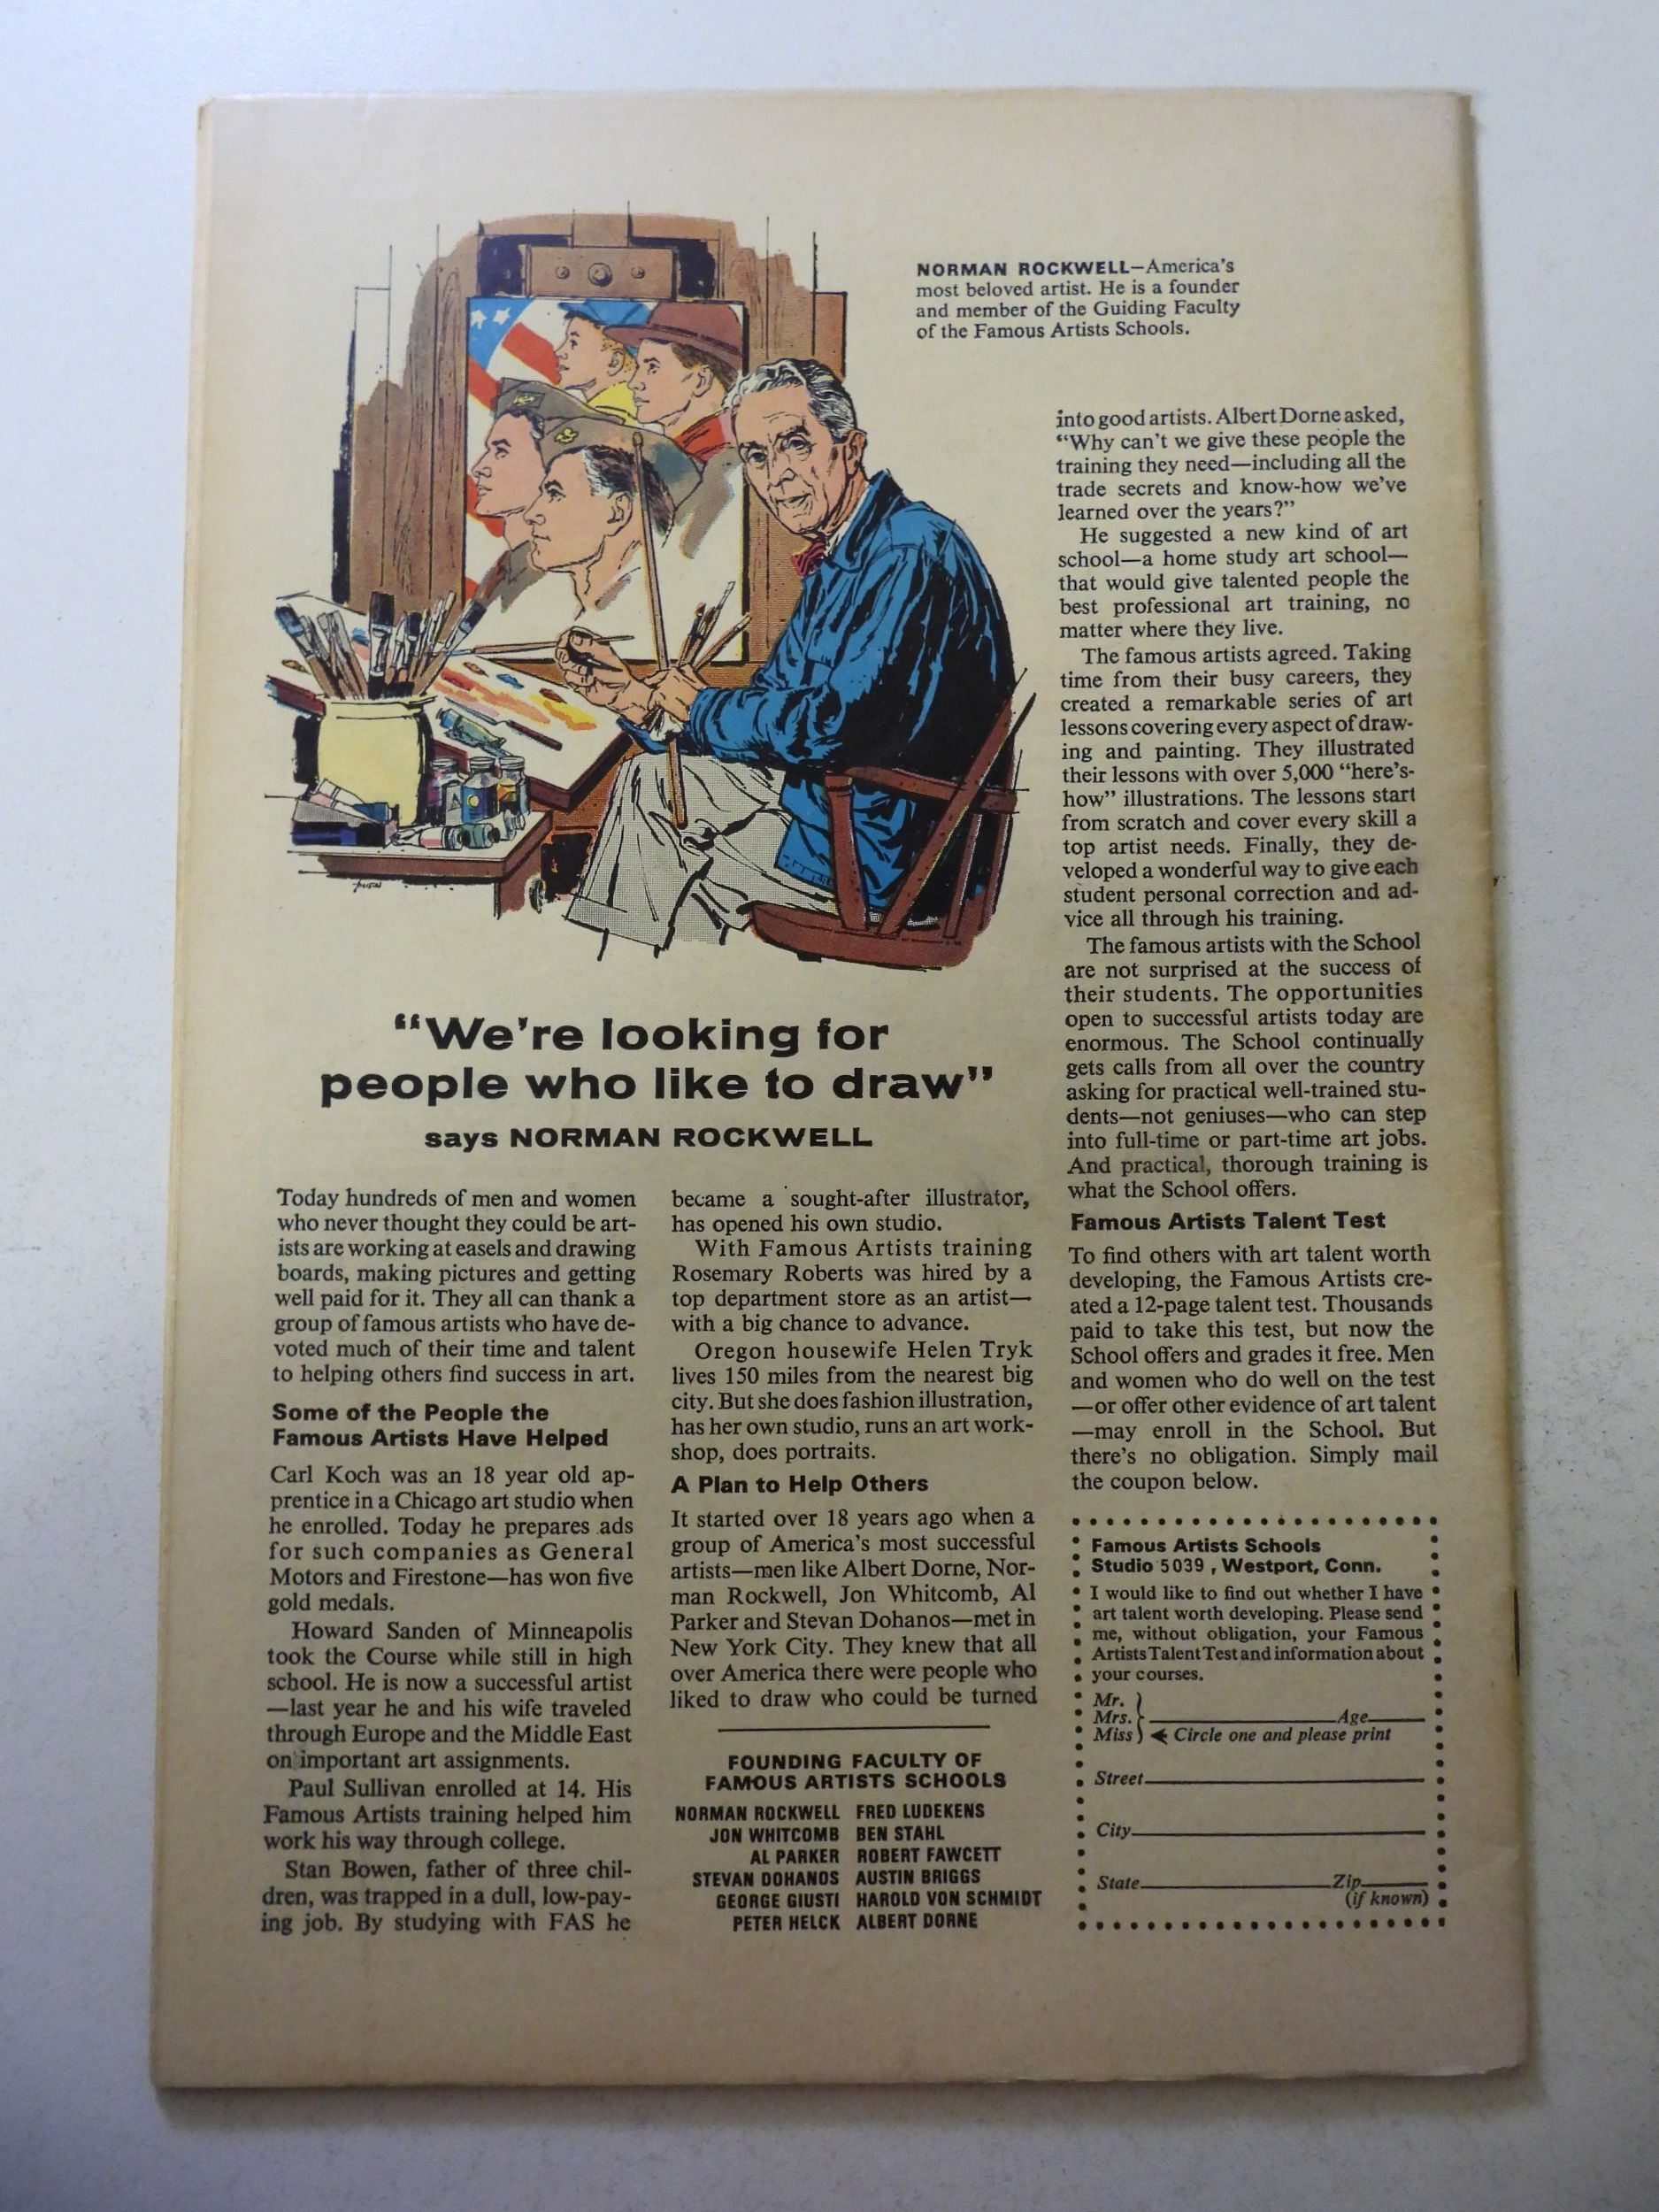 NORMAN ROCKWELL—America's
most beloved artist. He is a founder
and member of the Guiding Faculty
of the Famous Artists Schools.
"We're looking for
people who like to draw"
says NORMAN ROCKWELL
Today hundreds of men and women
who never thought they could be art-
ists are working at easels and drawing
boards, making pictures and getting
well paid for it. They all can thank a
group of famous artists who have de-
voted much of their time and talent
to helping others find success in art.
Some of the People the
Famous Artists Have Helped
Carl Koch was an 18 year old ap-
prentice in a Chicago art studio when
he enrolled. Today he prepares ads
for such companies as General
Motors and Firestone—has won five
gold medals.
Howard Sanden of Minneapolis
took the Course while still in high
school. He is now a successful artist
—last year he and his wife traveled
through Europe and the Middle East
on important art assignments.
Paul Sullivan enrolled at 14. His
Famous Artists training helped him
work his way through college.
Stan Bowen, father of three chil-
dren, was trapped in a dull, low-pay-
ing job. By studying with FAS he
became a sought-after illustrator,
has opened his own studio.
With Famous Artists training
Rosemary Roberts was hired by a
top department store as an artist—
with a big chance to advance.
Oregon housewife Helen Tryk
lives 150 miles from the nearest big
city. But she does fashion illustration,
has her own studio, runs an art work-
shop, does portraits.
A Plan to Help Others
It started over 18 years ago when a
group of America's most successful
artists—men like Albert Dorne, Nor-
man Rockwell, Jon Whitcomb, Al
Parker and Stevan Dohanos—met in
New York City. They knew that all
over America there were people who
liked to draw who could be turned
FOUNDING FACULTY OF
FAMOUS ARTISTS SCHOOLS
NORMAN ROCKWELL FRED LUDEKENS
JON WHITCOMB BEN STAHL
AL PARKER ROBERT FAWCETT
STEVAN DOHANOS AUSTIN BRIGGS
GEORGE GIUSTI HAROLD VON SCHMIDT
PETER HELCK ALBERT DORNE
into good artists. Albert Dorne asked,
"Why can't we give these people the
training they need—including all the
trade secrets and know-how we've
learned over the years?"
He suggested a new kind of art
school—a home study art school—
that would give talented people the
best professional art training, no
matter where they live.
The famous artists agreed. Taking
time from their busy careers, they
created a remarkable series of art
lessons covering every aspect of draw-
ing and painting. They illustrated
their lessons with over 5,000 "here's-
how" illustrations. The lessons start
from scratch and cover every skill a
top artist needs. Finally, they de-
veloped a wonderful way to give each
student personal correction and ad-
vice all through his training.
The famous artists with the School
are not surprised at the success of
their students. The opportunities
open to successful artists today are
enormous. The School continually
gets calls from all over the country
asking for practical well-trained stu-
dents—not geniuses—who can step
into full-time or part-time art jobs.
And practical, thorough training is
what the School offers.
Famous Artists Talent Test
To find others with art talent worth
developing, the Famous Artists cre-
ated a 12-page talent test. Thousands
paid to take this test, but now the
School offers and grades it free. Men
and women who do well on the test
—or offer other evidence of art talent
—may enroll in the School. But
there's no obligation. Simply mail
the coupon below.
Famous Artists Schools
Studio 5039 , Westport, Conn.
I would like to find out whether I have
art talent worth developing. Please send
me, without obligation, your Famous
Artists Talent Test and information about
your courses.
Mr.
Mrs. Age
Miss Circle one and please print
Street
City
State Zip
(if known)